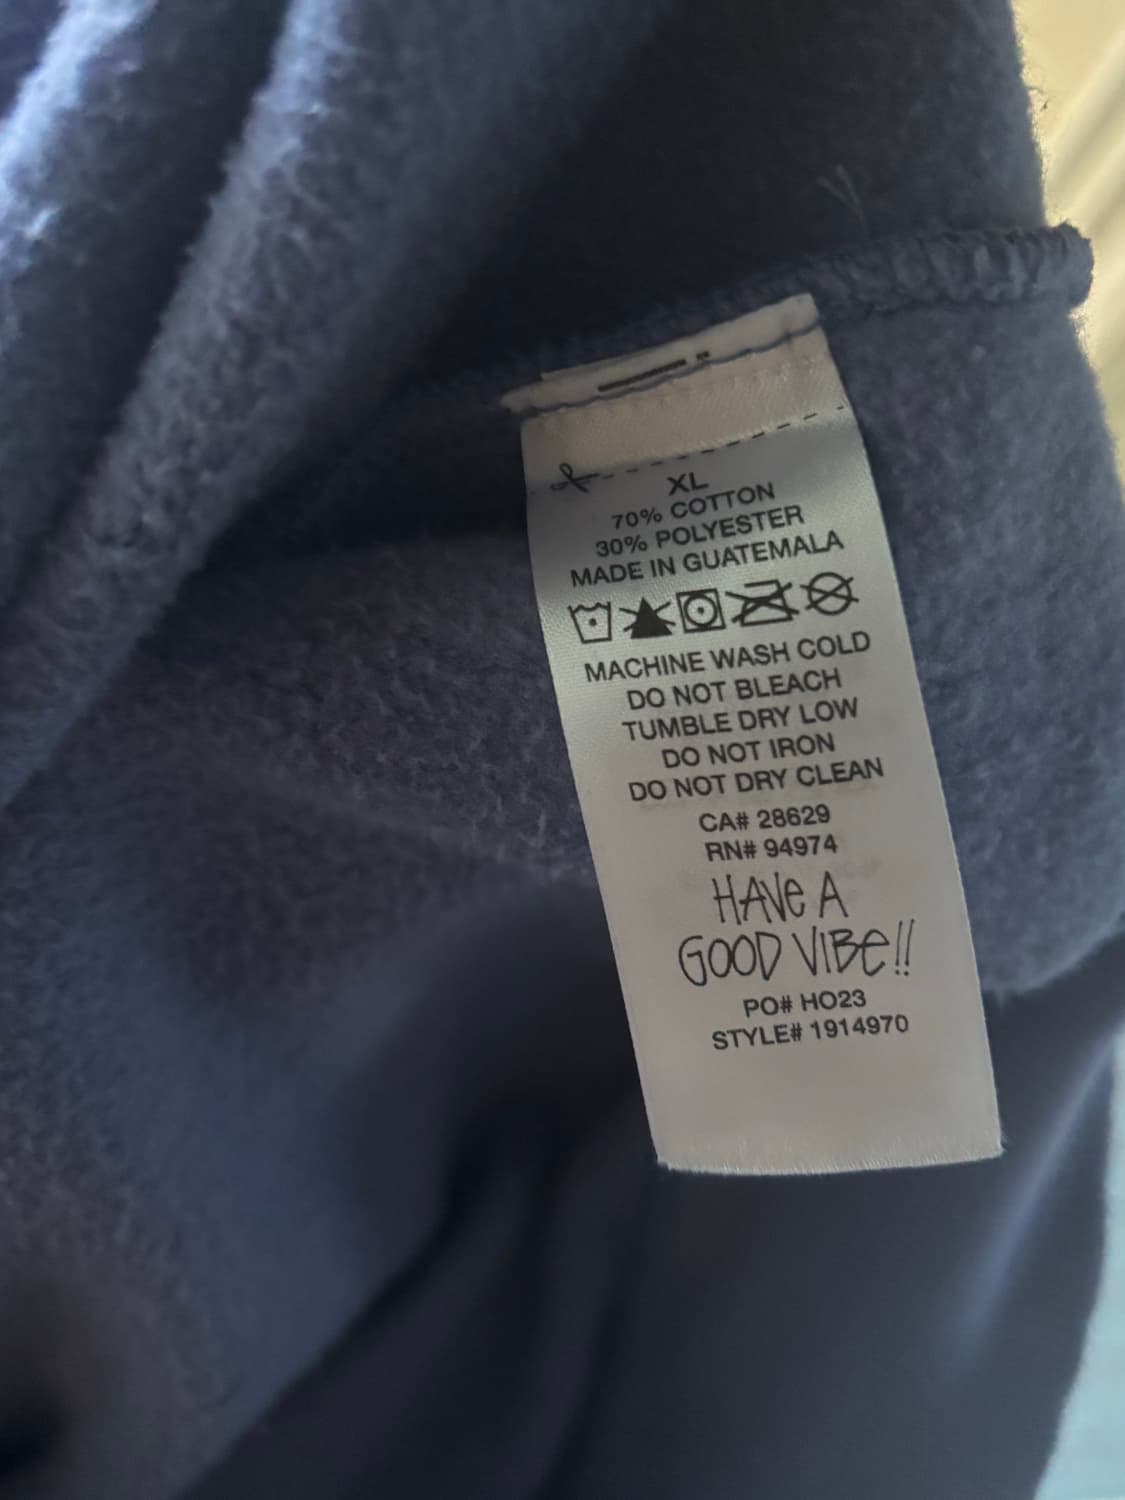 XL
70% COTTON
30% POLYESTER
MADE IN GUATEMALA
MACHINE WASH COLD
DO NOT BLEACH
TUMBLE DRY LOW
DO NOT IRON
DO NOT DRY CLEAN
CA# 28629
RN# 94974
HAVe A
GOOD VIBe!!
PO# HO23
STYLE# 1914970